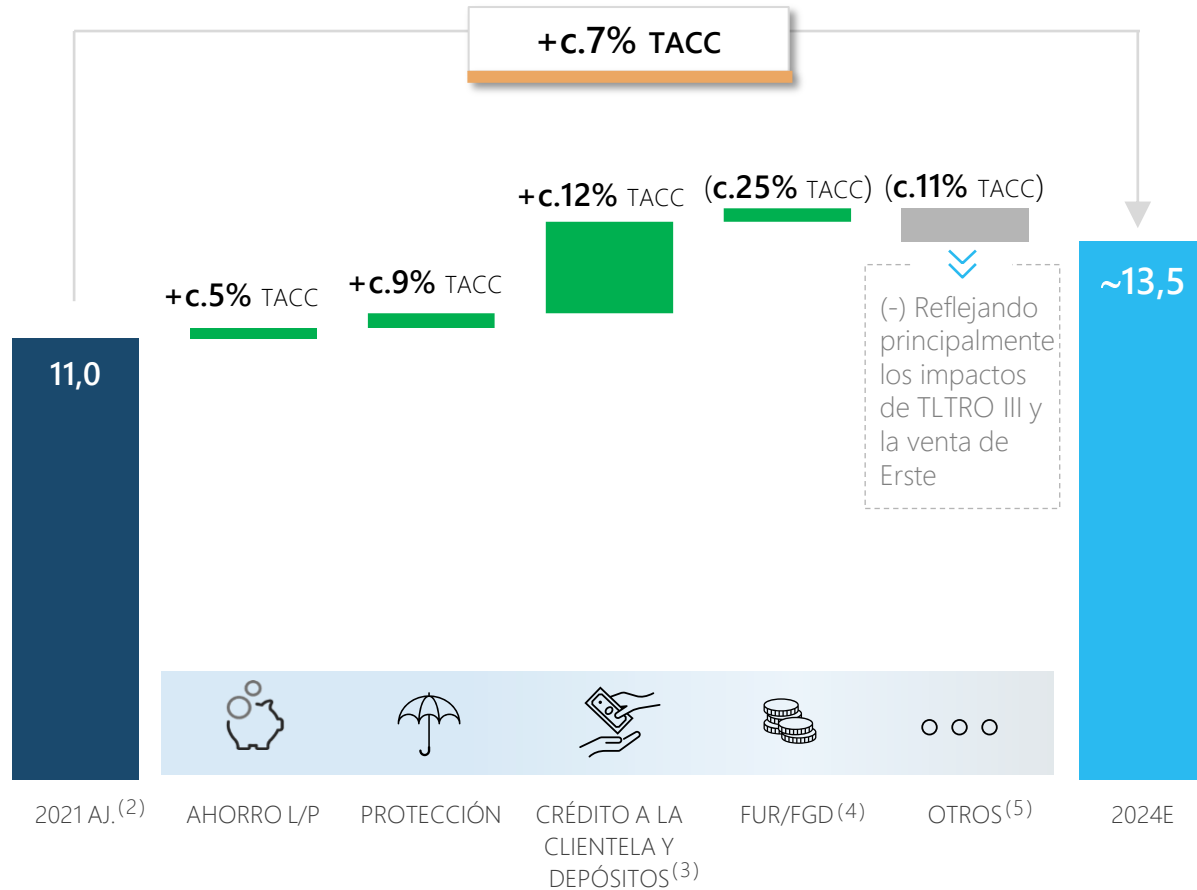 +c.7% TACC
+c.5% TACC
+c.9% TACC
+c.12% TACC
(c.25% TACC)
(c.11% TACC)
11,0
~13,5
(-) Reflejando
principalmente
los impactos
de TLTRO III y
la venta de
Erste
2021 AJ.(2)
AHORRO L/P
PROTECCIÓN
CRÉDITO A LA
CLIENTELA Y
DEPÓSITOS(3)
FUR/FGD(4)
OTROS(5)
2024E